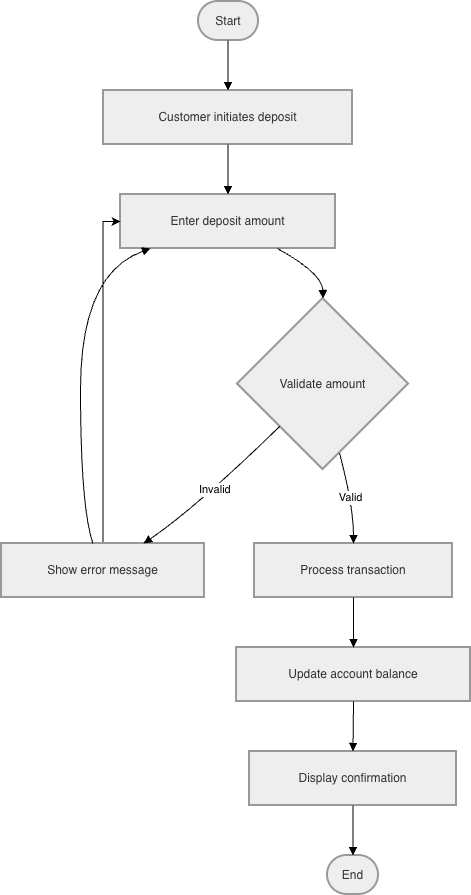 Start
Customer initiates deposit
Enter deposit amount
Validate amount
Invalid
Valid
Show error message
Process transaction
Update account balance
Display confirmation
End